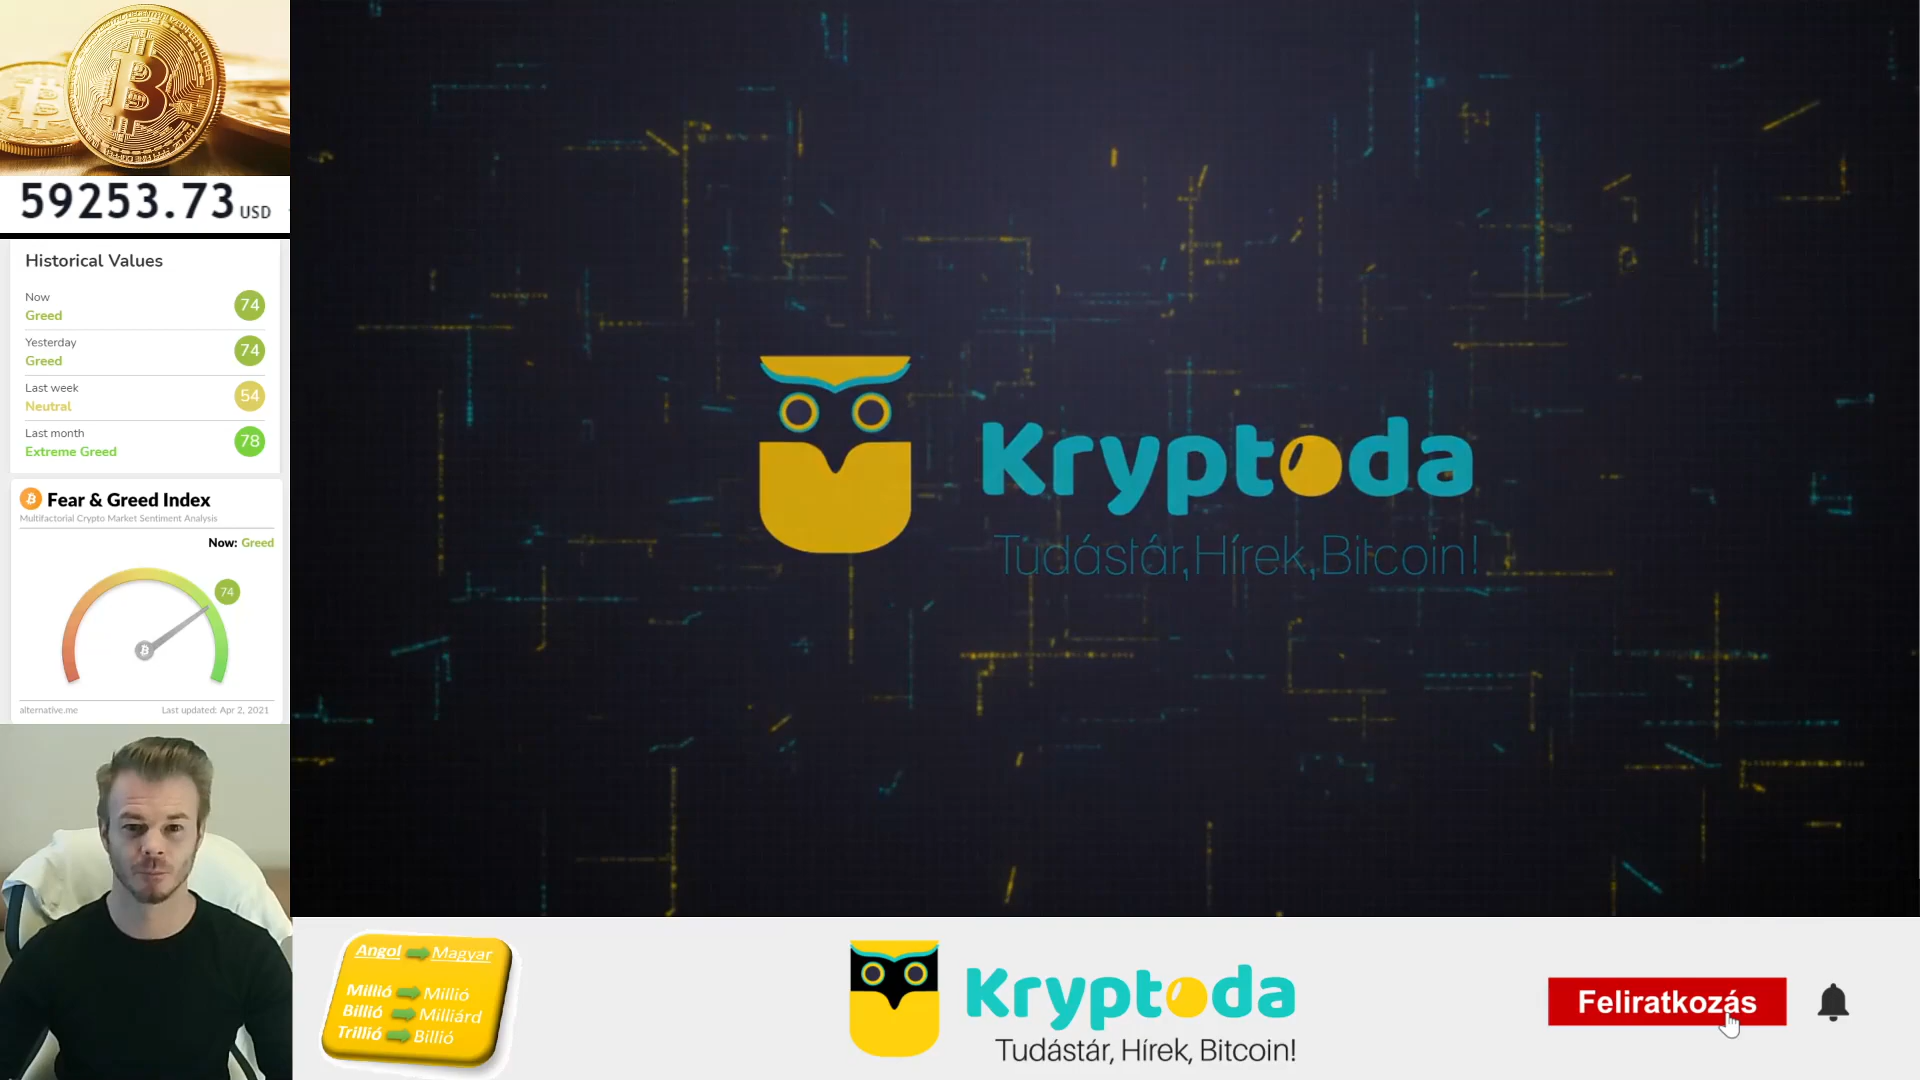 59253.73 USD
Historical Values
Now
Greed
74
Yesterday
Greed
74
Last week
Neutral
54
Last month
Extreme Greed
78
Fear & Greed Index
Multifactorial Crypto Market Sentiment Analysis
Now: Greed
74
alternative.me
Last updated: Apr 2, 2021
Kryptoda
Tudástár,Hírek,Bitcoin!
Angol Magyar
Millió Millió
Billió Milliárd
Trillió Billió
Kryptoda
Tudástár, Hírek, Bitcoin!
Feliratkozás